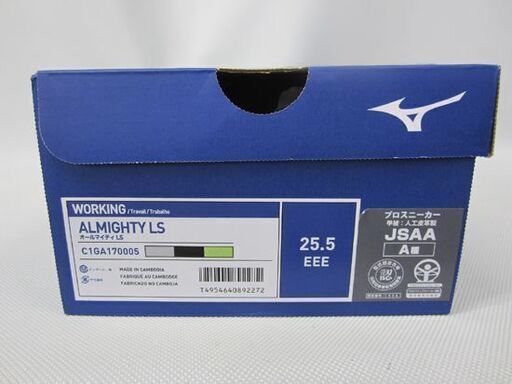 WORKING /Travail / Trabalho
ALMIGHTY LS
オールマイティ LS
C1GA170005
MADE IN CAMBODIA
FABRIQUÉ AU CAMBODGE
FABRICADO NO CAMBOJA
T4954640892272
25.5
EEE
プロスニーカー
甲被：人工皮革製
JSAA
A種